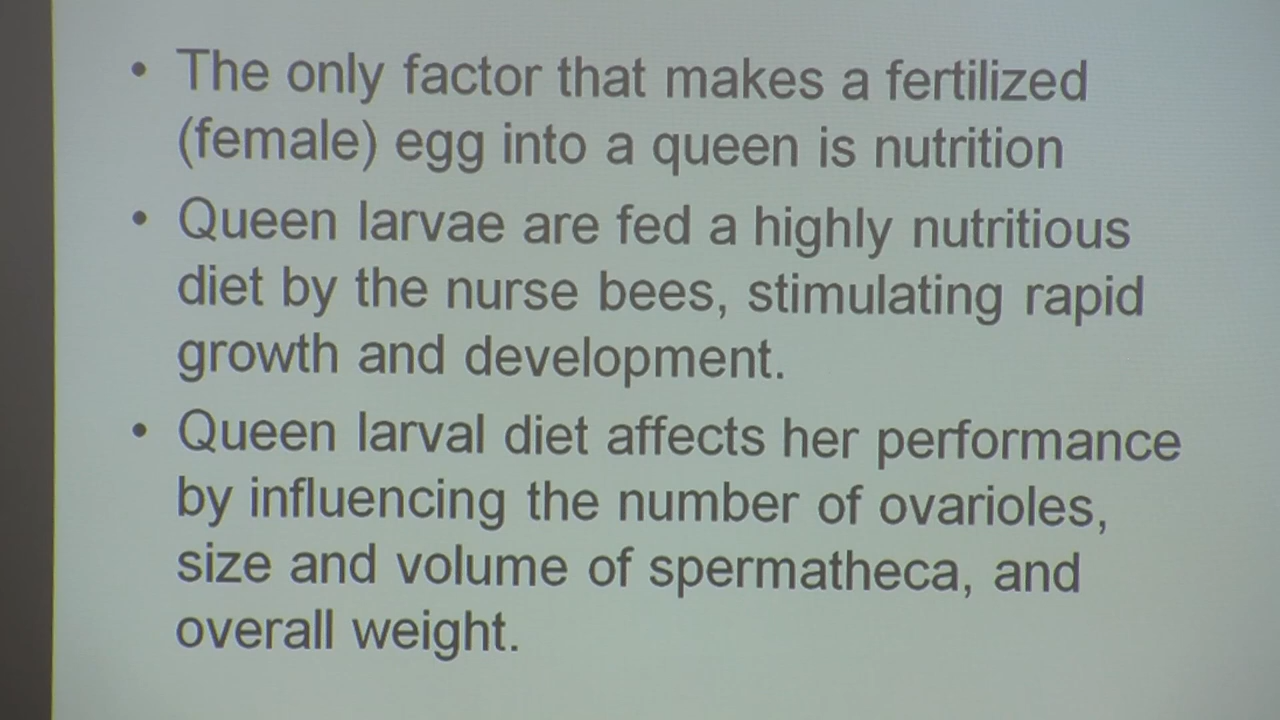 • The only factor that makes a fertilized
(female) egg into a queen is nutrition
• Queen larvae are fed a highly nutritious
diet by the nurse bees, stimulating rapid
growth and development.
• Queen larval diet affects her performance
by influencing the number of ovarioles,
size and volume of spermatheca, and
overall weight.